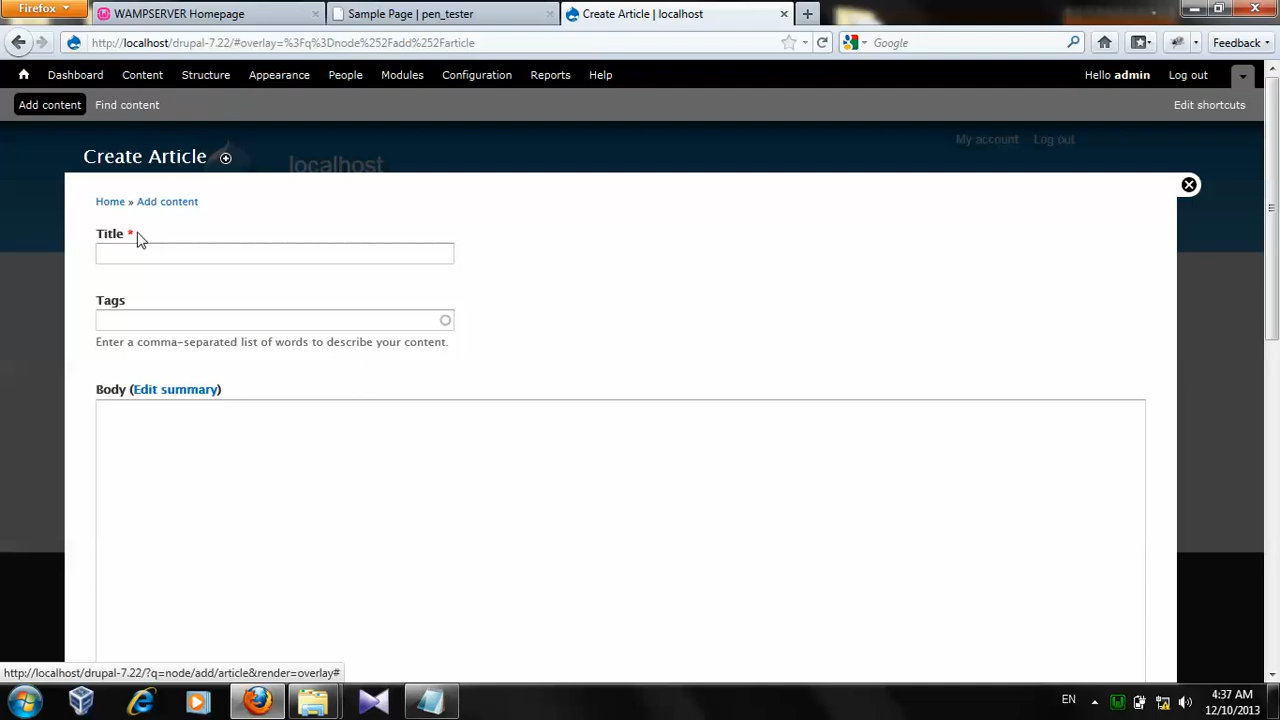 Firefox
WAMPSERVER Homepage
Sample Page | pen_tester
Create Article | localhost
http://localhost/drupal-7.22/#overlay=%3Fq%3Dnode%252Fadd%252Farticle
Google
Feedback
Dashboard Content Structure Appearance People Modules Configuration Reports Help
Hello admin Log out
Add content Find content
Edit shortcuts
My account Log out
Create Article
localhost
Home » Add content
Title *
Tags
Enter a comma-separated list of words to describe your content.
Body (Edit summary)
http://localhost/drupal-7.22/?q=node/add/article&render=overlay#
EN
4:37 AM
12/10/2013